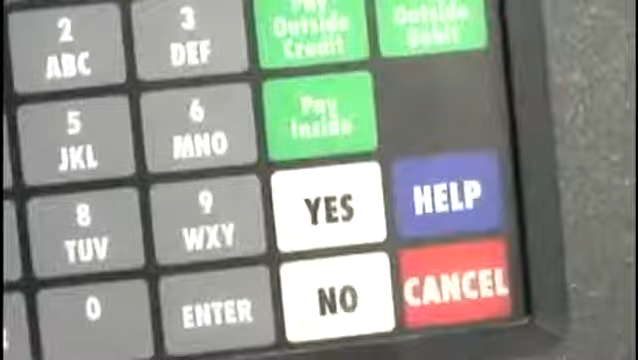 2
ABC
3
DEF
Pay
Outside
Credit
Outside
Debit
5
JKL
6
MNO
Pay
Inside
8
TUV
9
WXY
YES
HELP
0
ENTER
NO
CANCEL